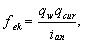 f_ek = q_w q_cur / i_an ,